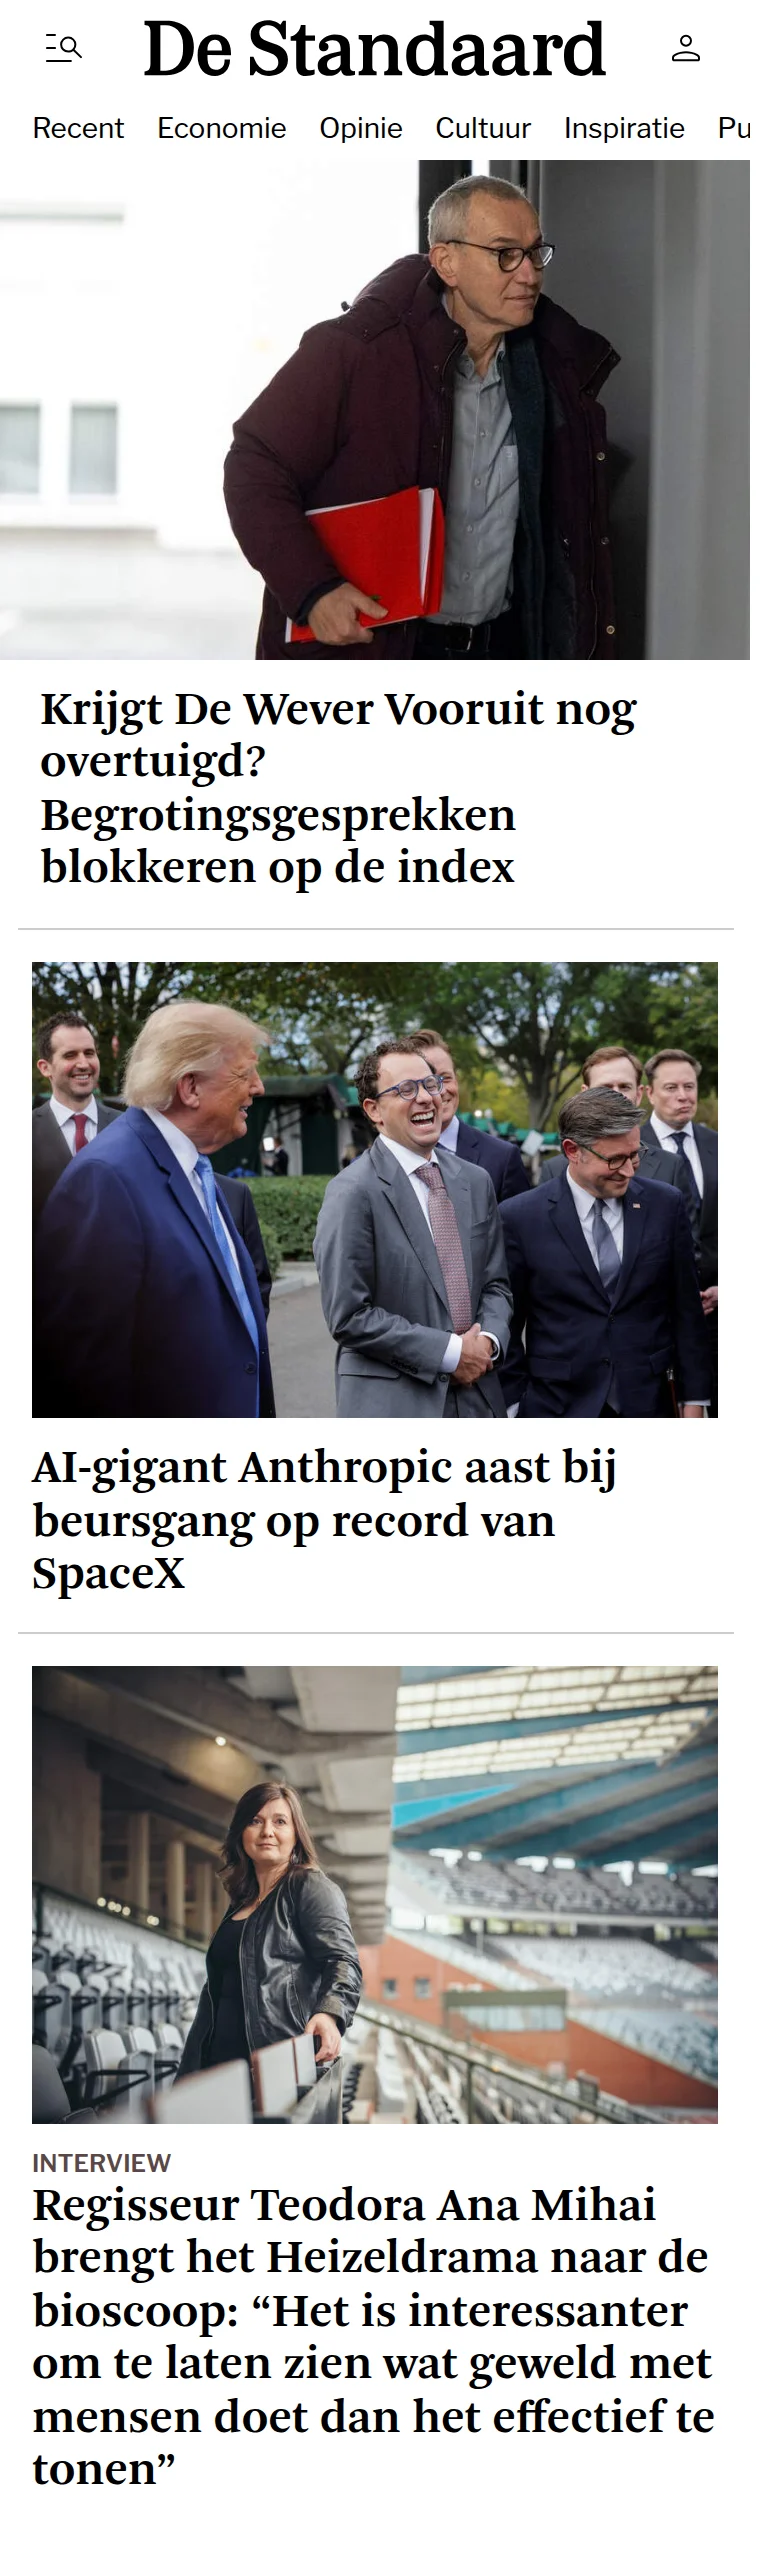 De Standaard
Recent Economie Opinie Cultuur Inspiratie Pu
Krijgt De Wever Vooruit nog
overtuigd?
Begrotingsgesprekken
blokkeren op de index
AI-gigant Anthropic aast bij
beursgang op record van
SpaceX
INTERVIEW
Regisseur Teodora Ana Mihai
brengt het Heizeldrama naar de
bioscoop: “Het is interessanter
om te laten zien wat geweld met
mensen doet dan het effectief te
tonen”